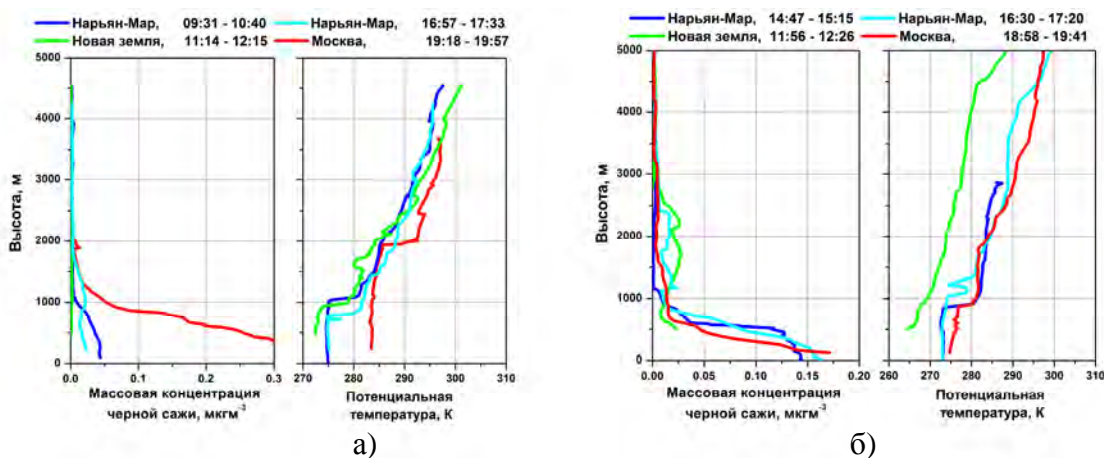 Нарьян-Мар, 09:31 - 10:40 Нарьян-Мар, 16:57 - 17:33
Новая земля, 11:14 - 12:15 Москва, 19:18 - 19:57
5000
4000
3000
2000
1000
0
Высота, м
0.0 0.1 0.2 0.3
270 280 290 300 310
Массовая концентрация
черной сажи, мкгм-3
Потенциальная
температура, К
а)
Нарьян-Мар, 14:47 - 15:15 Нарьян-Мар, 16:30 - 17:20
Новая земля, 11:56 - 12:26 Москва, 18:58 - 19:41
5000
4000
3000
2000
1000
0
Высота, м
0.00 0.05 0.10 0.15 0.20
260 270 280 290 300 310
Массовая концентрация
черной сажи, мкгм-3
Потенциальная
температура, К
б)